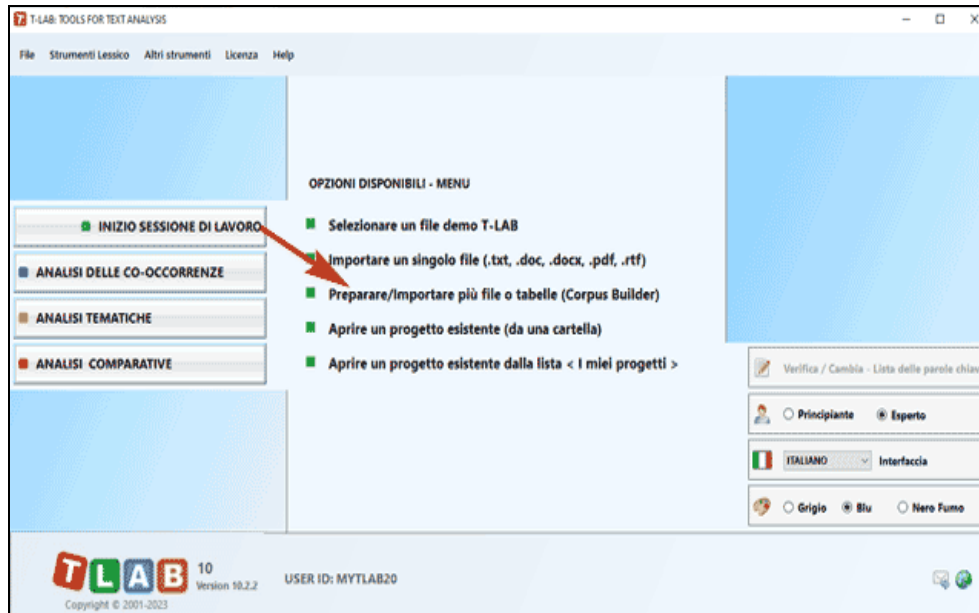 T-LAB: TOOLS FOR TEXT ANALYSIS
File Strumenti Lessico Altri strumenti Licenza Help
OPZIONI DISPONIBILI - MENU
INIZIO SESSIONE DI LAVORO
ANALISI DELLE CO-OCCORRENZE
ANALISI TEMATICHE
ANALISI COMPARATIVE
Selezionare un file demo T-LAB
Importare un singolo file (.txt, .doc, .docx, .pdf, .rtf)
Preparare/Importare più file o tabelle (Corpus Builder)
Aprire un progetto esistente (da una cartella)
Aprire un progetto esistente dalla lista < I miei progetti >
Verifica / Cambia - Lista delle parole chiav
Principiante Esperto
ITALIANO Interfaccia
Grigio Blu Nero Fumo
T L A B
10
Version 10.2.2
Copyright © 2001-2023
USER ID: MYTLAB20